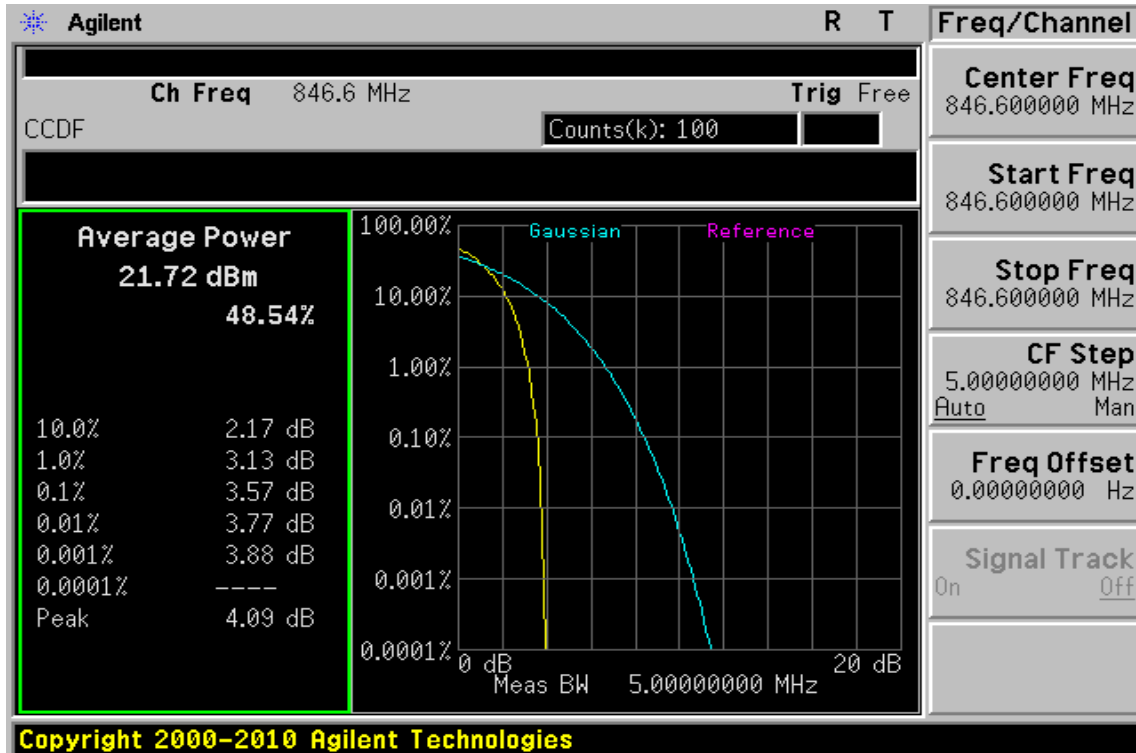 Agilent R T
Ch Freq 846.6 MHz Trig Free
CCDF Counts(k): 100
Average Power
21.72 dBm
48.54%
10.0% 2.17 dB
1.0% 3.13 dB
0.1% 3.57 dB
0.01% 3.77 dB
0.001% 3.88 dB
0.0001% ----
Peak 4.09 dB
Gaussian Reference
100.00%
10.00%
1.00%
0.10%
0.01%
0.001%
0.0001%
0 dB 20 dB
Meas BW 5.00000000 MHz
Freq/Channel
Center Freq
846.600000 MHz
Start Freq
846.600000 MHz
Stop Freq
846.600000 MHz
CF Step
5.00000000 MHz
Auto Man
Freq Offset
0.00000000 Hz
Signal Track
On Off
Copyright 2000-2010 Agilent Technologies